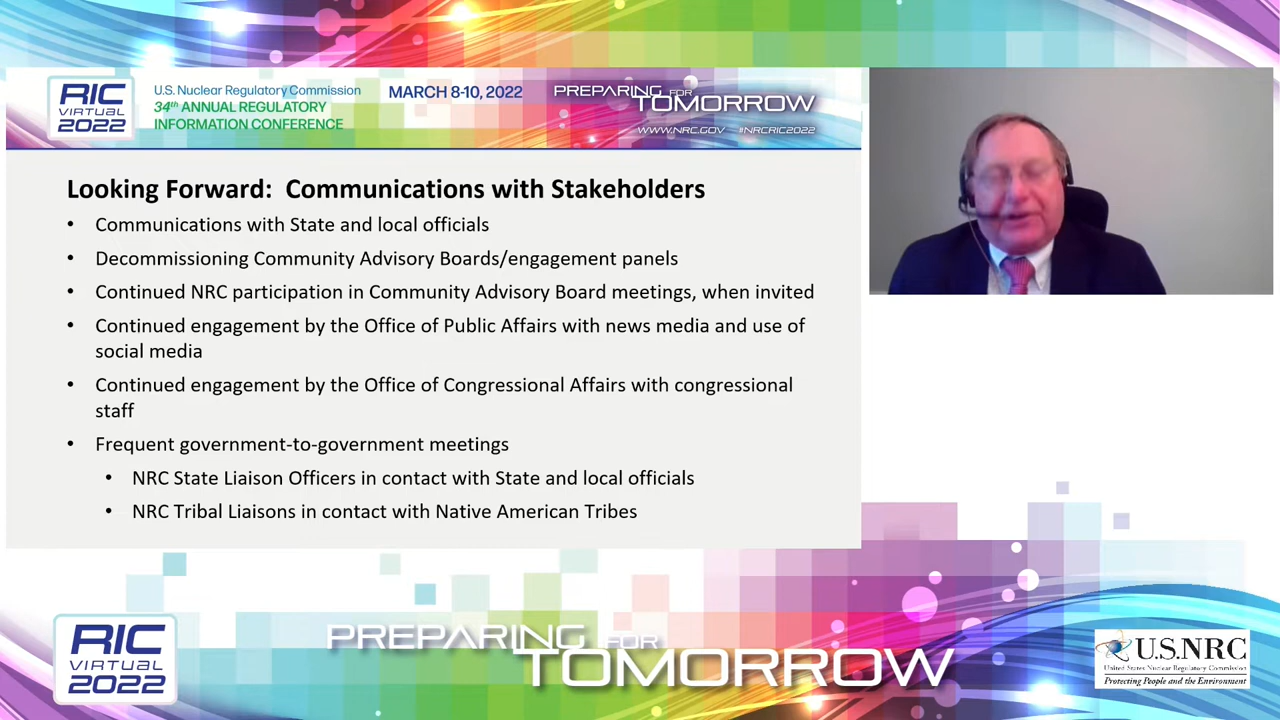 RIC
VIRTUAL
2022
U.S. Nuclear Regulatory Commission
34th ANNUAL REGULATORY
INFORMATION CONFERENCE
MARCH 8-10, 2022
PREPARING FOR
TOMORROW
WWW.NRC.GOV #NRCRIC2022
Looking Forward: Communications with Stakeholders
• Communications with State and local officials
• Decommissioning Community Advisory Boards/engagement panels
• Continued NRC participation in Community Advisory Board meetings, when invited
• Continued engagement by the Office of Public Affairs with news media and use of
social media
• Continued engagement by the Office of Congressional Affairs with congressional
staff
• Frequent government-to-government meetings
• NRC State Liaison Officers in contact with State and local officials
• NRC Tribal Liaisons in contact with Native American Tribes
RIC
VIRTUAL
2022
PREPARING FOR
TOMORROW
U.S.NRC
United States Nuclear Regulatory Commission
Protecting People and the Environment